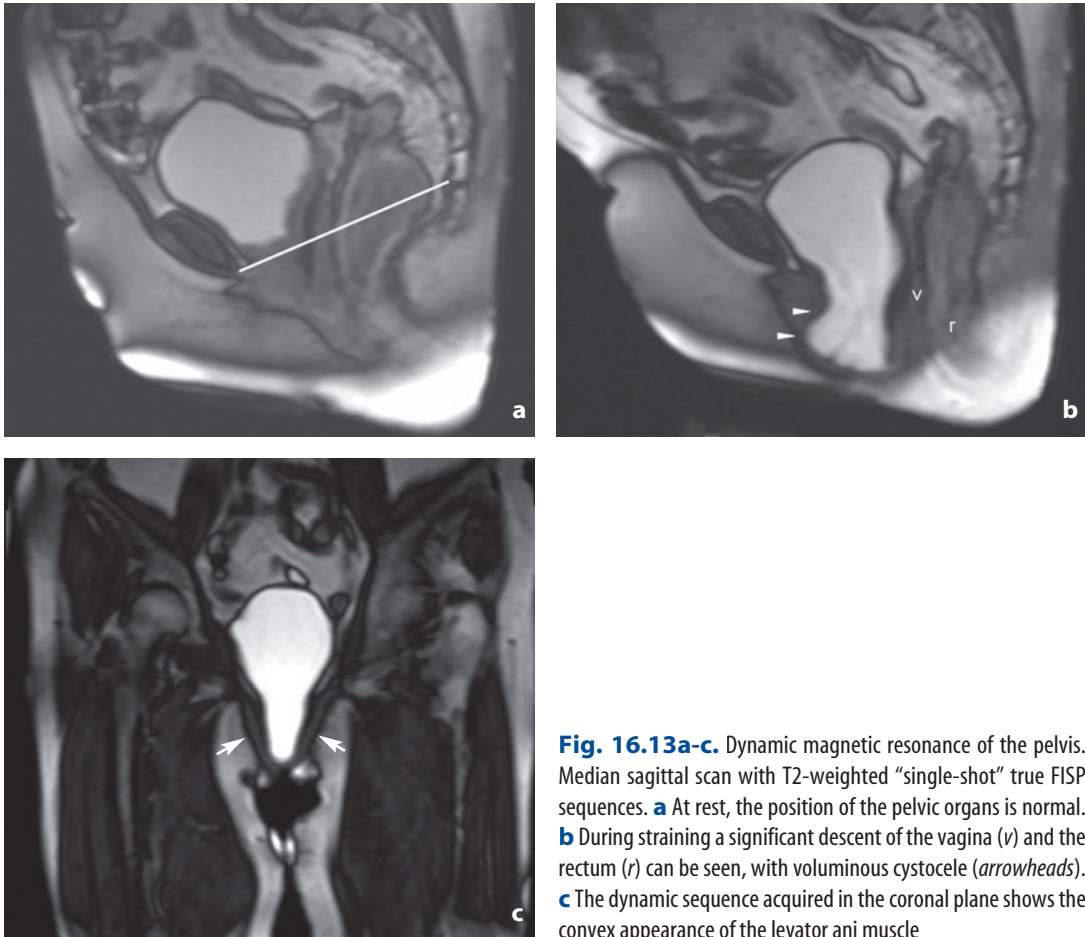 a
v
r
b
c
Fig. 16.13a-c. Dynamic magnetic resonance of the pelvis.
Median sagittal scan with T2-weighted “single-shot” true FISP
sequences. a At rest, the position of the pelvic organs is normal.
b During straining a significant descent of the vagina (v) and the
rectum (r) can be seen, with voluminous cystocele (arrowheads).
c The dynamic sequence acquired in the coronal plane shows the
convex appearance of the levator ani muscle